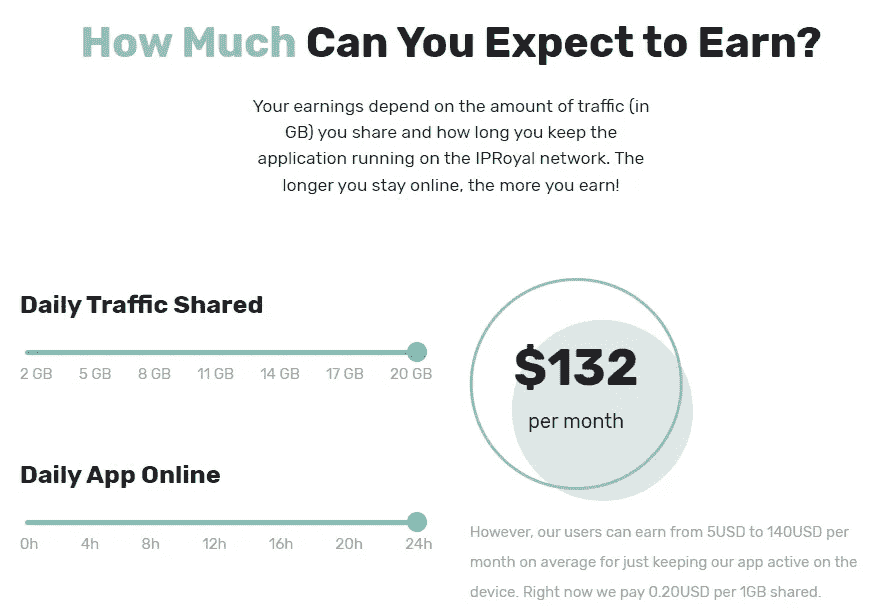 How Much Can You Expect to Earn?
Your earnings depend on the amount of traffic (in
GB) you share and how long you keep the
application running on the IPRoyal network. The
longer you stay online, the more you earn!
Daily Traffic Shared
2 GB 5 GB 8 GB 11 GB 14 GB 17 GB 20 GB
Daily App Online
0h 4h 8h 12h 16h 20h 24h
$132
per month
However, our users can earn from 5USD to 140USD per
month on average for just keeping our app active on the
device. Right now we pay 0.20USD per 1GB shared.